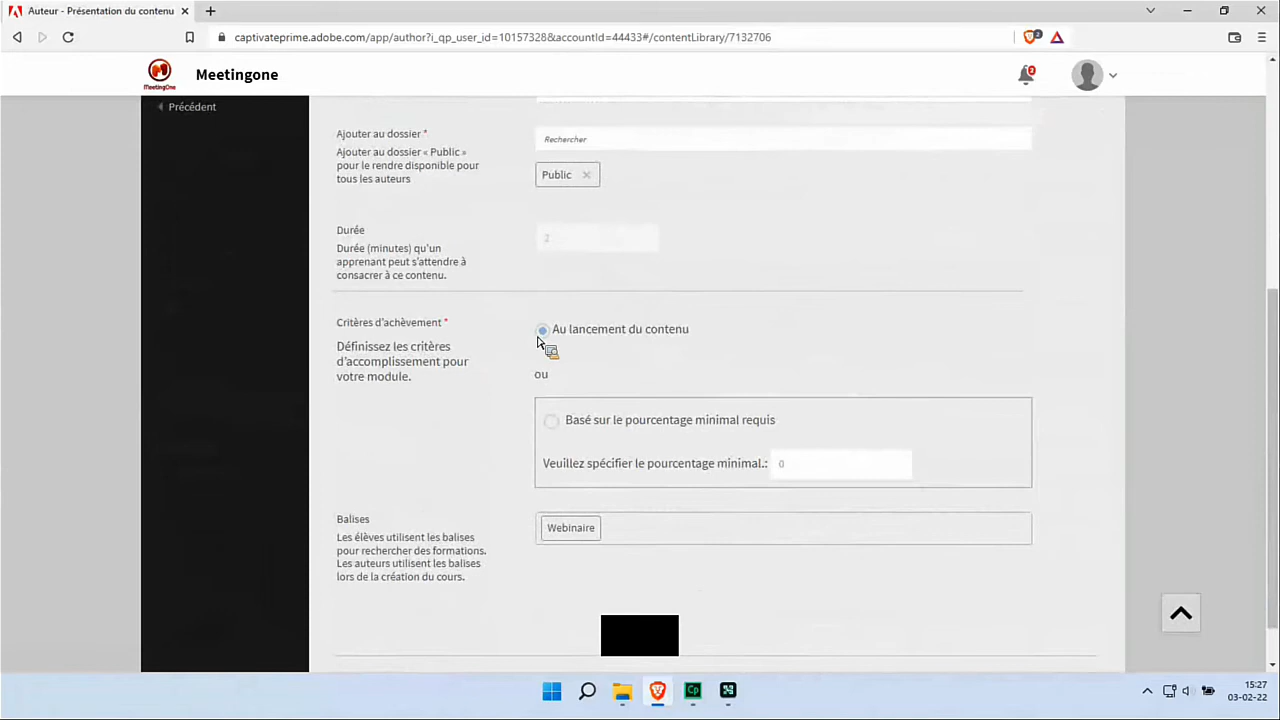 Auteur - Présentation du contenu
captivateprime.adobe.com/app/author?i_qp_user_id=10157328&accountId=44433#/contentLibrary/7132706
2
MeetingOne
Meetingone
2
Précédent
Ajouter au dossier *
Ajouter au dossier « Public »
pour le rendre disponible pour
tous les auteurs
Rechercher
Public
Durée
Durée (minutes) qu'un
apprenant peut s'attendre à
consacrer à ce contenu.
2
Critères d'achèvement *
Définissez les critères
d'accomplissement pour
votre module.
Au lancement du contenu
ou
Basé sur le pourcentage minimal requis
Veuillez spécifier le pourcentage minimal.: 0
Balises
Les élèves utilisent les balises
pour rechercher des formations.
Les auteurs utilisent les balises
lors de la création du cours.
Webinaire
Cp
15:27
03-02-22